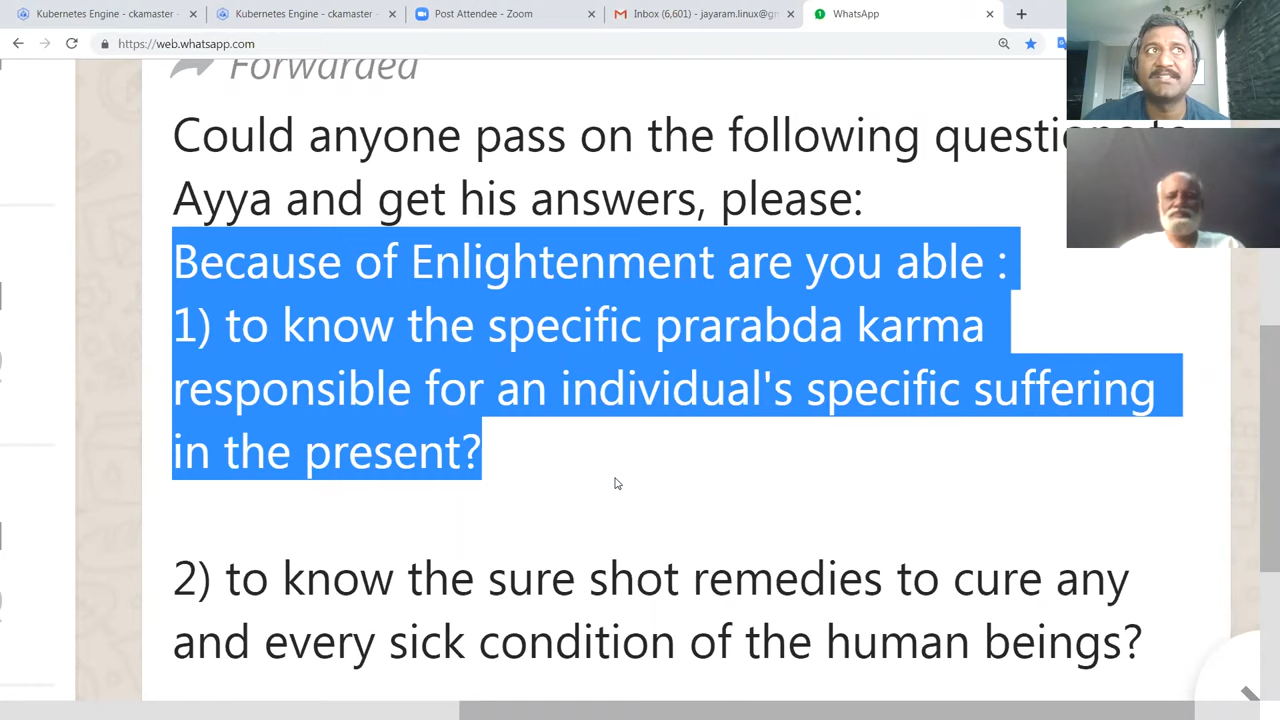 Kubernetes Engine - ckamaster -
Kubernetes Engine - ckamaster -
Post Attendee - Zoom
Inbox (6,601) - jayaram.linux@g
WhatsApp
https://web.whatsapp.com
Forwarded
Could anyone pass on the following
Ayya and get his answers, please:
Because of Enlightenment are you able :
1) to know the specific prarabda karma
responsible for an individual's specific suffering
in the present?
2) to know the sure shot remedies to cure any
and every sick condition of the human beings?